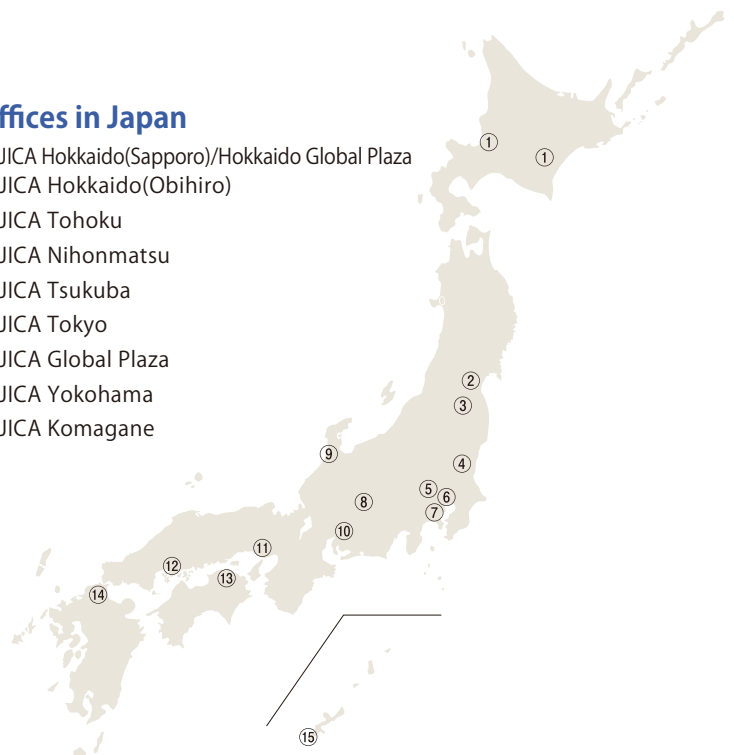 ffices in Japan
JICA Hokkaido(Sapporo)/Hokkaido Global Plaza
JICA Hokkaido(Obihiro)
JICA Tohoku
JICA Nihonmatsu
JICA Tsukuba
JICA Tokyo
JICA Global Plaza
JICA Yokohama
JICA Komagane
①
①
②
③
④
⑤
⑥
⑦
⑧
⑨
⑩
⑪
⑫
⑬
⑭
⑮